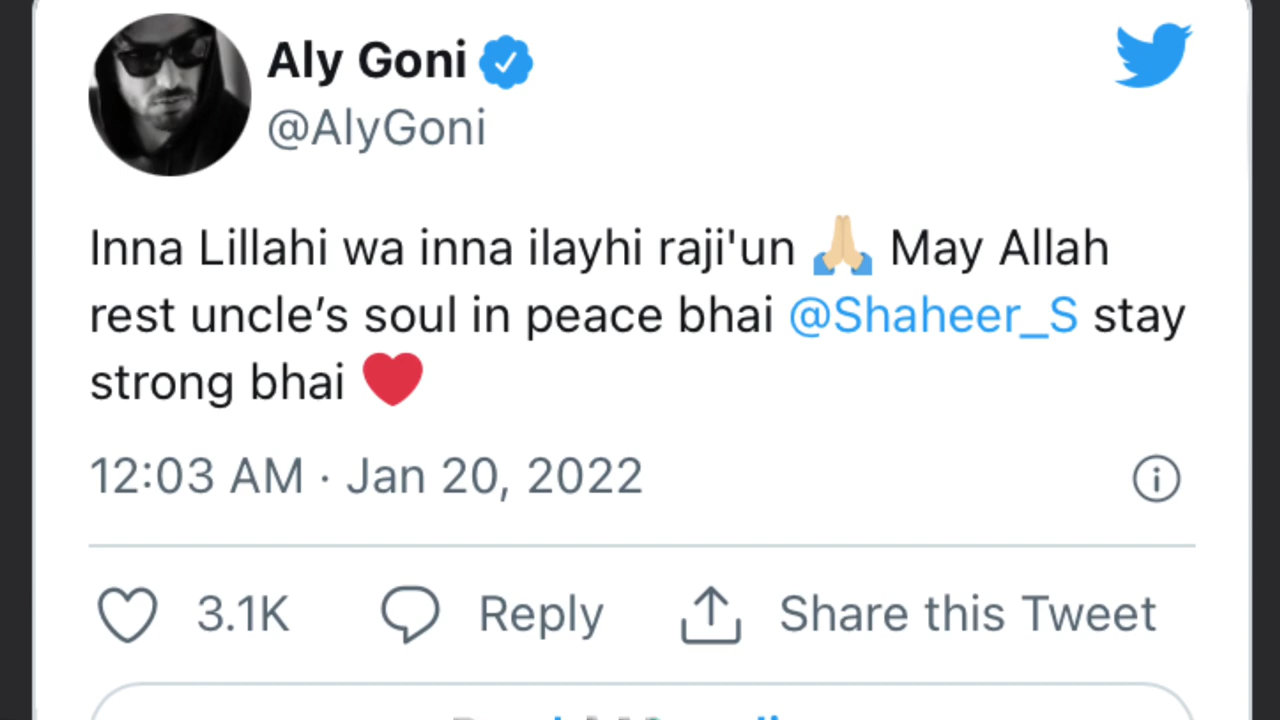 Aly Goni
@AlyGoni
Inna Lillahi wa inna ilayhi raji'un 🙏🏼 May Allah
rest uncle’s soul in peace bhai @Shaheer_S stay
strong bhai ❤️
12:03 AM · Jan 20, 2022
3.1K Reply Share this Tweet